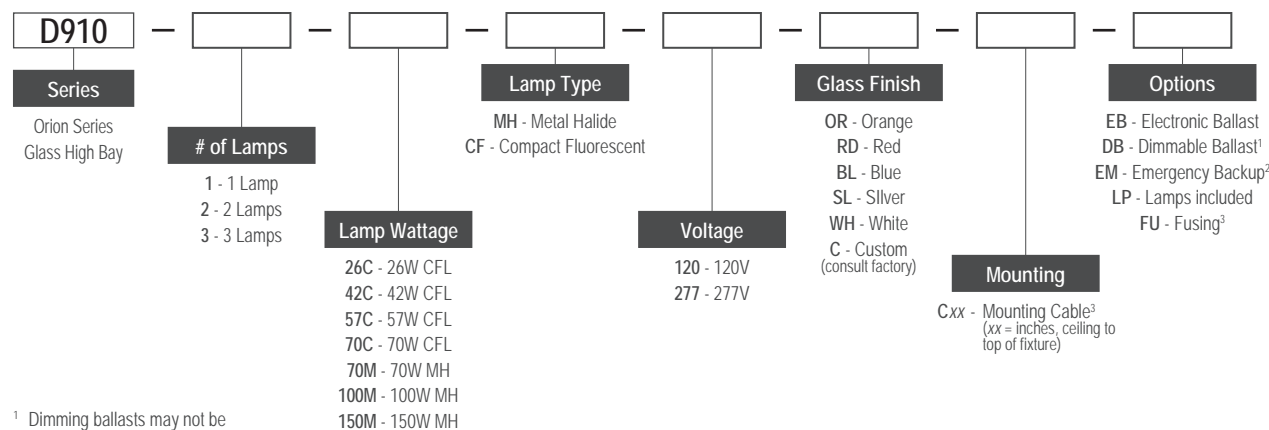 D910
Series
Orion Series
Glass High Bay
# of Lamps
1 - 1 Lamp
2 - 2 Lamps
3 - 3 Lamps
Lamp Wattage
26C - 26W CFL
42C - 42W CFL
57C - 57W CFL
70C - 70W CFL
70M - 70W MH
100M - 100W MH
150M - 150W MH
Lamp Type
MH - Metal Halide
CF - Compact Fluorescent
Voltage
120 - 120V
277 - 277V
Glass Finish
OR - Orange
RD - Red
BL - Blue
SL - SIlver
WH - White
C - Custom
(consult factory)
Mounting
Cxx - Mounting Cable³
(xx = inches, ceiling to
top of fixture)
Options
EB - Electronic Ballast
DB - Dimmable Ballast¹
EM - Emergency Backup²
LP - Lamps included
FU - Fusing³
¹ Dimming ballasts may not be